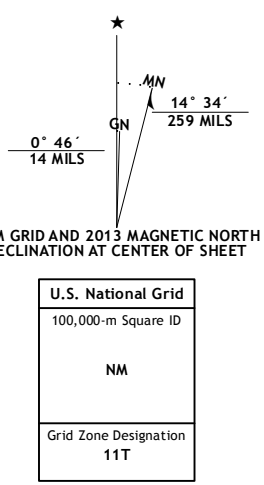 ★
MN
GN
0° 46´
14 MILS
14° 34´
259 MILS
GRID AND 2013 MAGNETIC NORTH
AT CENTER OF SHEET
U.S. National Grid
100,000-m Square ID
NM
Grid Zone Designation
11T